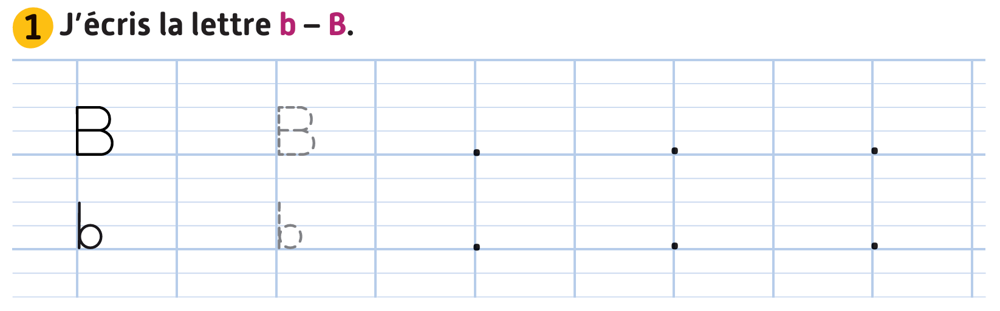 1 J'écris la lettre b – B.
B B . . .
b b . . .